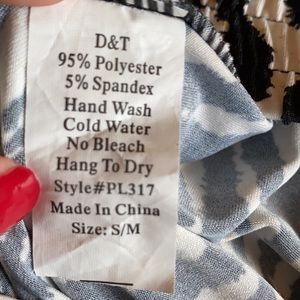 D&T
95% Polyester
5% Spandex
Hand Wash
Cold Water
No Bleach
Hang To Dry
Style#PL317
Made In China
Size: S/M